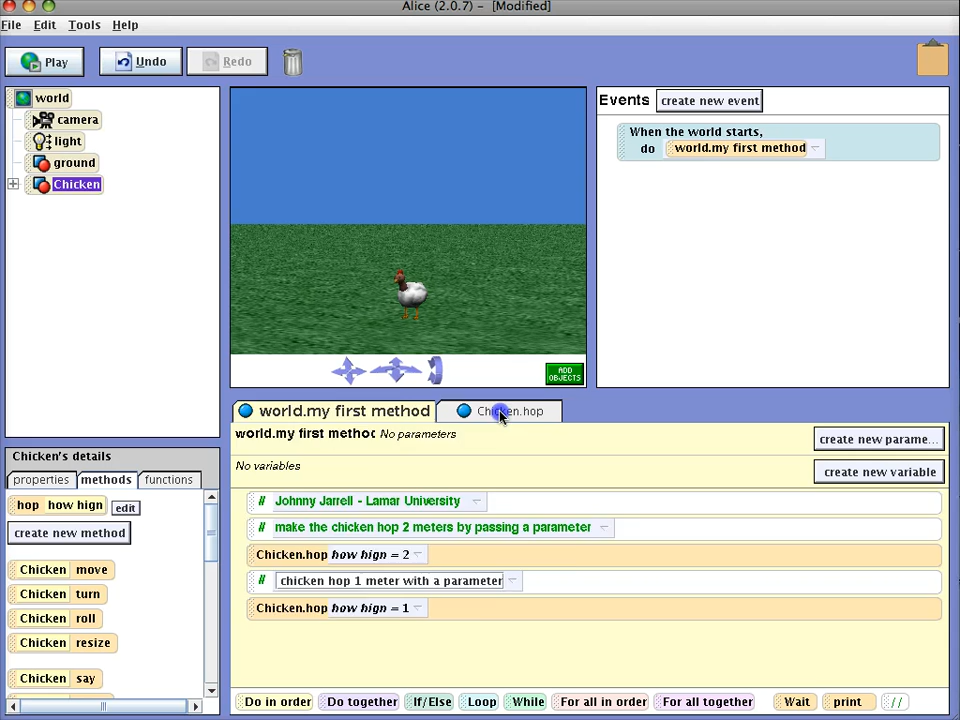 Alice (2.0.7) – [Modified]
File Edit Tools Help
Play Undo Redo
world
camera
light
ground
Chicken
ADD OBJECTS
Events create new event
When the world starts,
do world.my first method
Chicken's details
properties methods functions
hop how hign edit
create new method
Chicken move
Chicken turn
Chicken roll
Chicken resize
Chicken say
world.my first method Chicken.hop
world.my first method No parameters create new parame...
No variables create new variable
// Johnny Jarrell - Lamar University
// make the chicken hop 2 meters by passing a parameter
Chicken.hop how hign = 2
// chicken hop 1 meter with a parameter
Chicken.hop how hign = 1
Do in order Do together If/Else Loop While For all in order For all together Wait print //